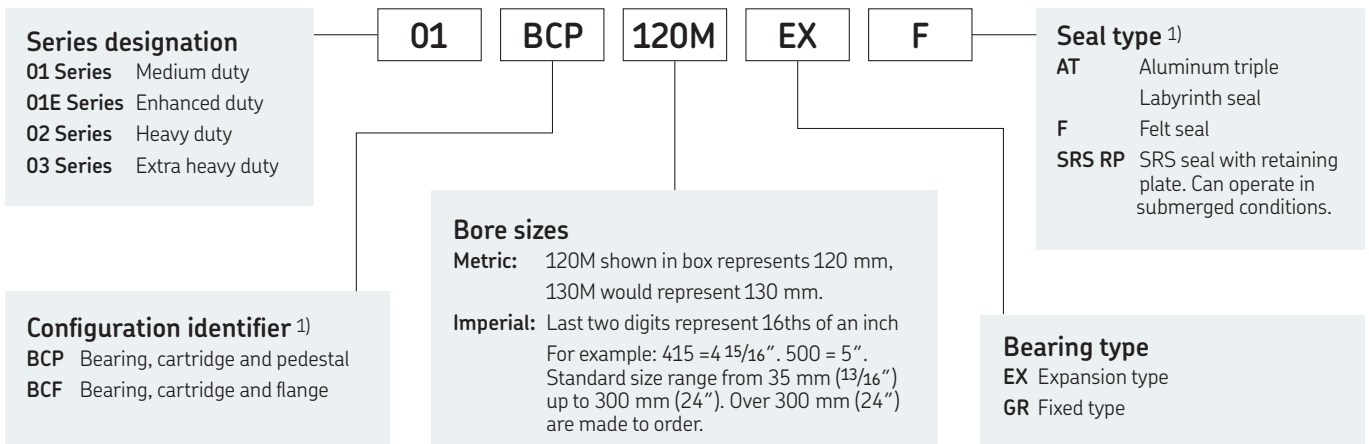 01 BCP 120M EX F
Series designation
01 Series Medium duty
01E Series Enhanced duty
02 Series Heavy duty
03 Series Extra heavy duty
Seal type 1)
AT Aluminum triple
Labyrinth seal
F Felt seal
SRS RP SRS seal with retaining
plate. Can operate in
submerged conditions.
Configuration identifier 1)
BCP Bearing, cartridge and pedestal
BCF Bearing, cartridge and flange
Bore sizes
Metric: 120M shown in box represents 120 mm,
130M would represent 130 mm.
Imperial: Last two digits represent 16ths of an inch
For example: 415 =4 15/16″. 500 = 5″.
Standard size range from 35 mm (13/16″)
up to 300 mm (24″). Over 300 mm (24″)
are made to order.
Bearing type
EX Expansion type
GR Fixed type